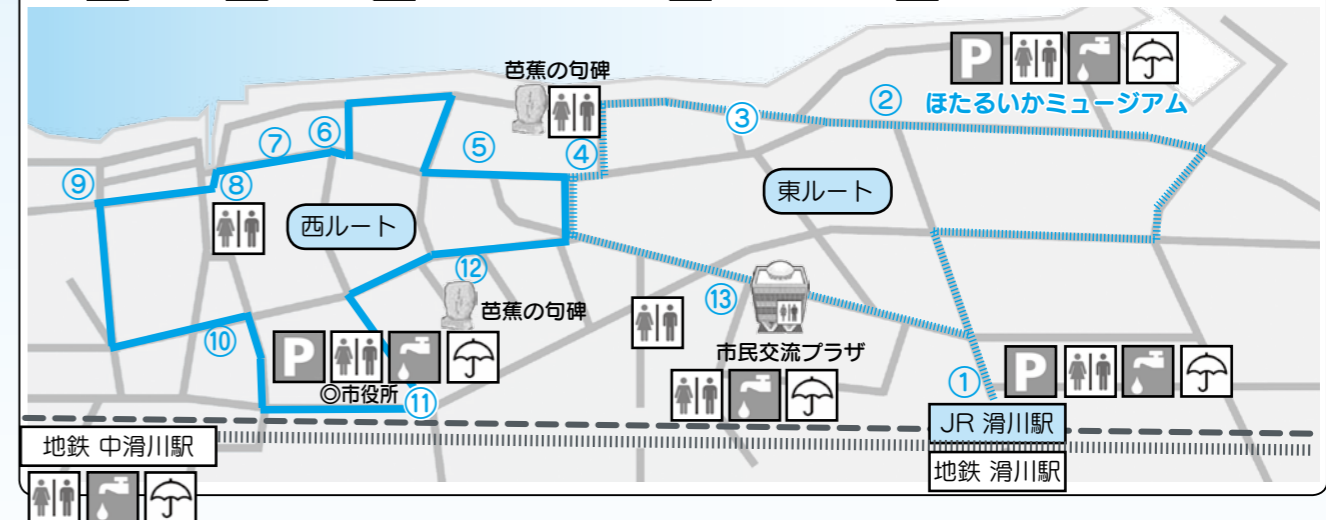 芭蕉の句碑
P
ほたるいかミュージアム
②
③
⑥
⑦
⑤
④
⑨
⑧
東ルート
西ルート
⑫
芭蕉の句碑
⑬
⑩
市民交流プラザ
P
P
①
◎市役所
⑪
JR 滑川駅
地鉄 中滑川駅
地鉄 滑川駅